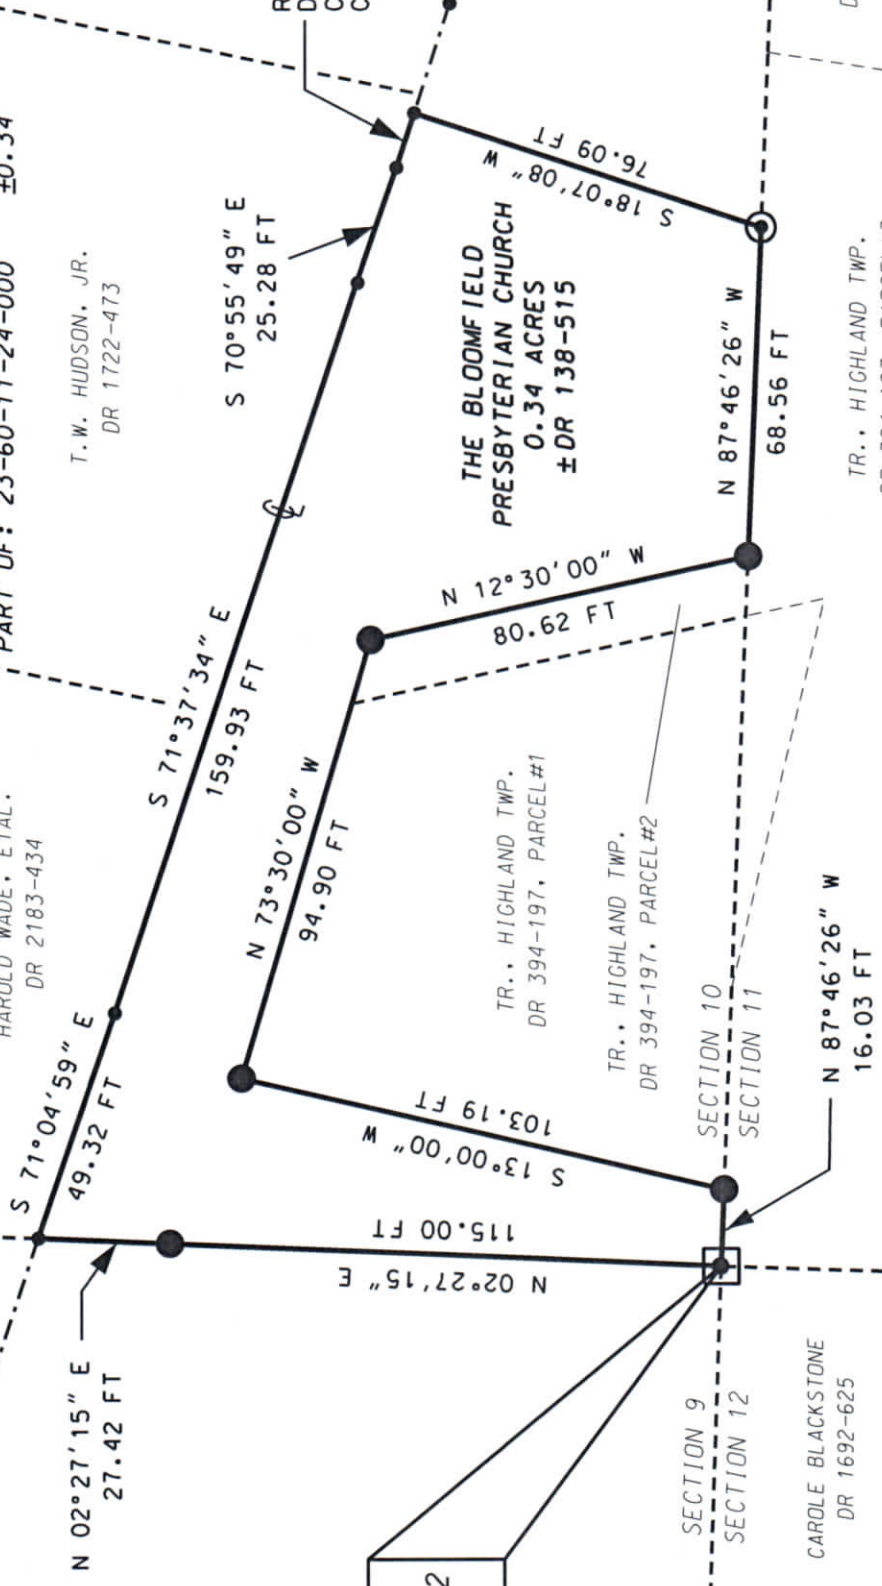 PART OF: 23-60-11-24-000 ±0.34
HAROLD WADE, ETAL.
DR 2183-434
T.W. HUDSON, JR.
DR 1722-473
N 02°27'15" E
27.42 FT
S 71°04'59" E
49.32 FT
S 71°37'34" E
159.93 FT
S 70°55'49" E
25.28 FT
S 18°07'08" W
76.09 FT
THE BLOOMFIELD
PRESBYTERIAN CHURCH
0.34 ACRES
±DR 138-515
N 87°46'26" W
68.56 FT
N 12°30'00" W
80.62 FT
N 73°30'00" W
94.90 FT
S 13°00'00" W
103.19 FT
N 02°27'15" E
115.00 FT
TR., HIGHLAND TWP.
DR 394-197, PARCEL#1
TR., HIGHLAND TWP.
DR 394-197, PARCEL#2
SECTION 10
SECTION 11
N 87°46'26" W
16.03 FT
SECTION 9
SECTION 12
CAROLE BLACKSTONE
DR 1692-625
TR., HIGHLAND TWP.
2